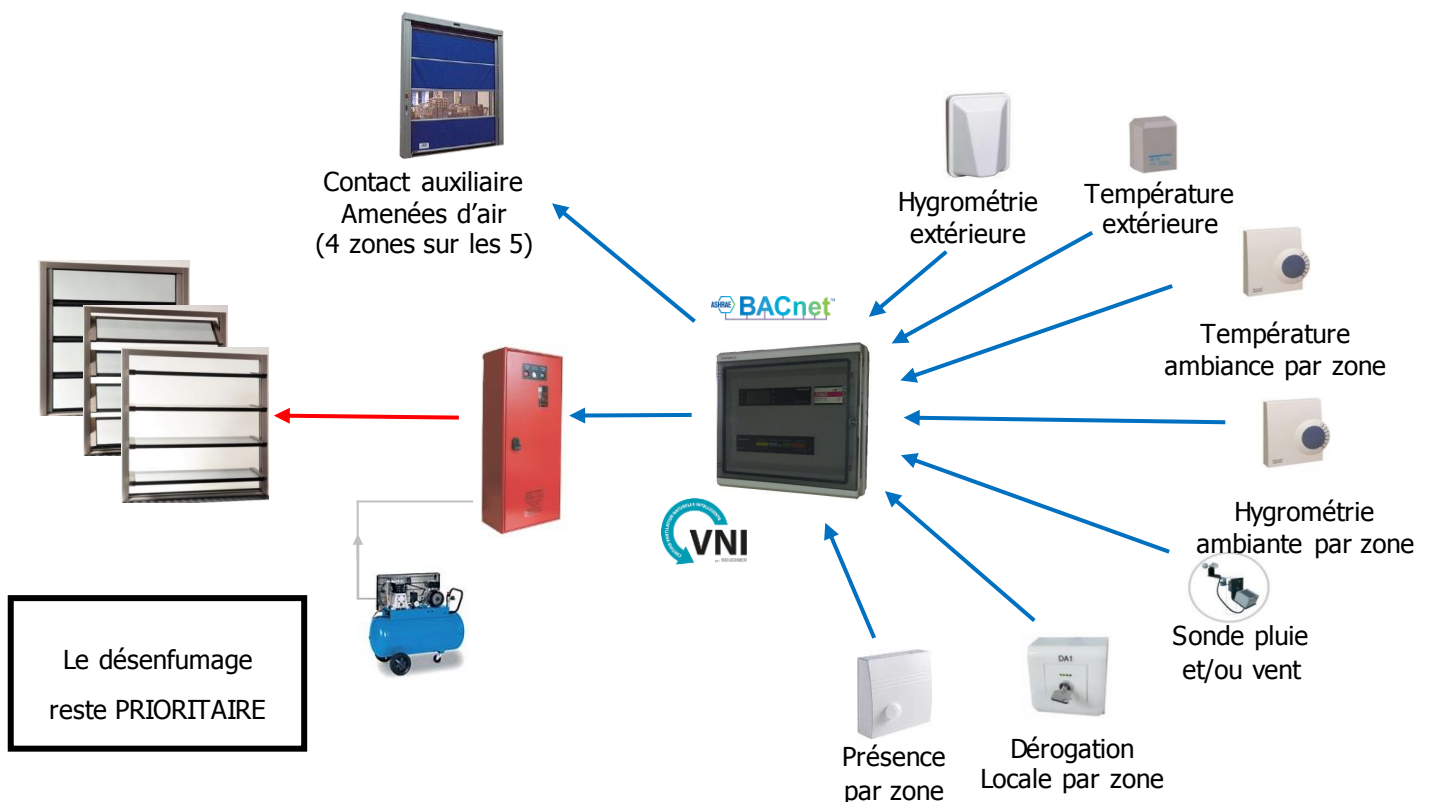 Contact auxiliaire
Amenées d'air
(4 zones sur les 5)
Hygrométrie
extérieure
Température
extérieure
ASHRAE BACnet™
Température
ambiance par zone
Hygrométrie
ambiante par zone
VNI
Sonde pluie
et/ou vent
DA1
Le désenfumage
reste PRIORITAIRE
Présence
par zone
Dérogation
Locale par zone